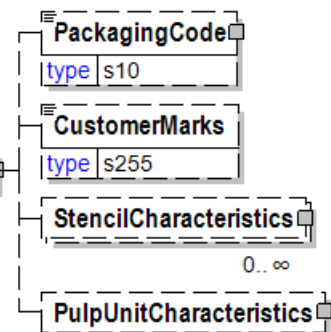 PackagingCode
type s10
CustomerMarks
type s255
StencilCharacteristics
0.. ∞
PulpUnitCharacteristics